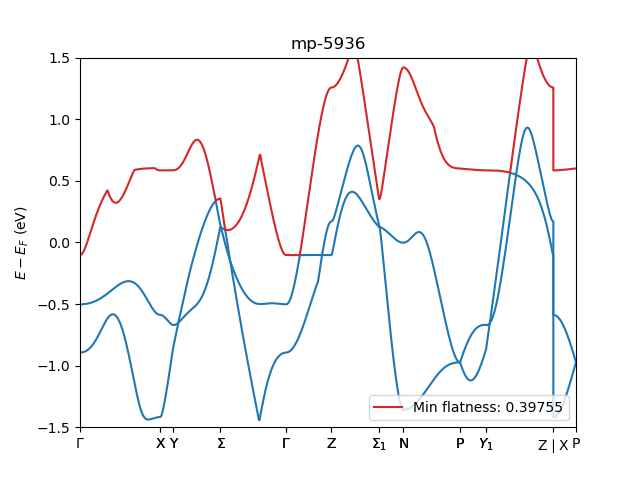 mp-5936
E − E_F (eV)
1.5
1.0
0.5
0.0
−0.5
−1.0
−1.5
Min flatness: 0.39755
Γ X Y Σ Γ Z Σ₁ N P Y₁ Z | X P